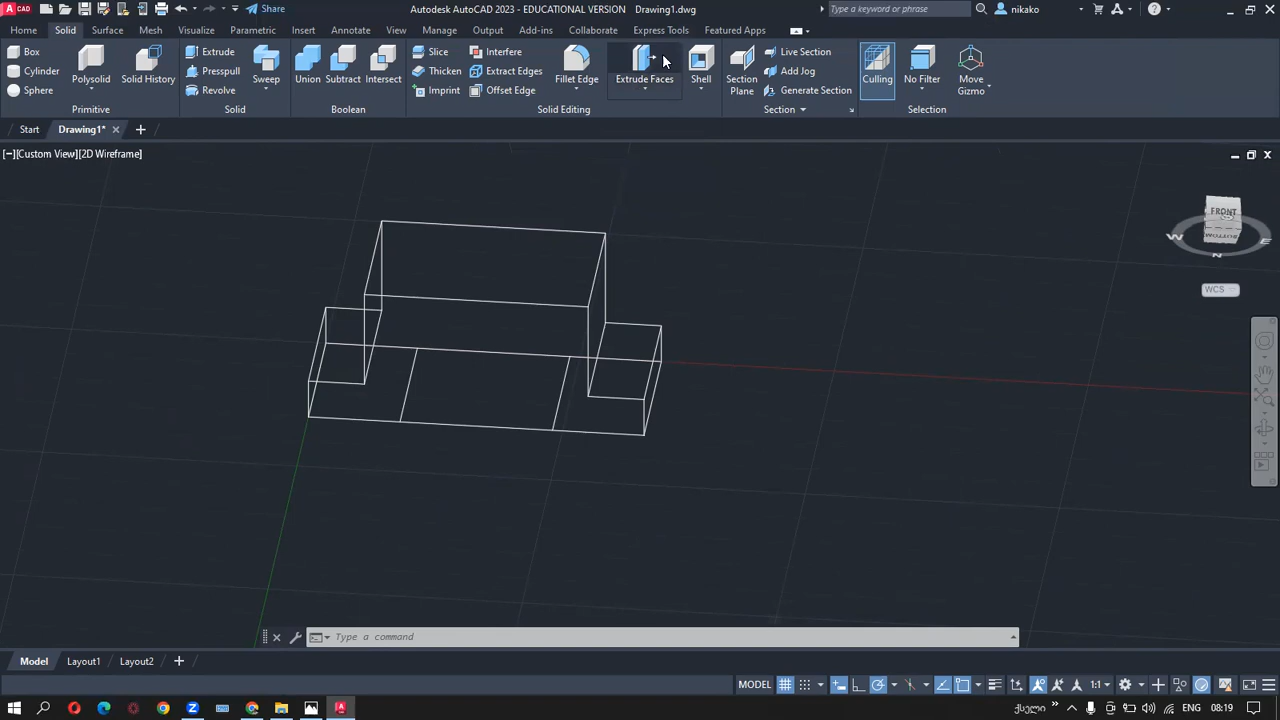 CAD
Share
Autodesk AutoCAD 2023 - EDUCATIONAL VERSION Drawing1.dwg
Type a keyword or phrase
nikako
Home Solid Surface Mesh Visualize Parametric Insert Annotate View Manage Output Add-ins Collaborate Express Tools Featured Apps
Box Extrude Slice Interfere Live Section
Cylinder Presspull Thicken Extract Edges Add Jog
Sphere Revolve Imprint Offset Edge Generate Section
Polysolid Solid History Sweep Union Subtract Intersect Fillet Edge Extrude Faces Shell Section Plane Culling No Filter Move Gizmo
Primitive Solid Boolean Solid Editing Section Selection
Start Drawing1*
[−][Custom View][2D Wireframe]
FRONT
BOTTOM
W E
N
WCS
Type a command
Model Layout1 Layout2
MODEL 1:1
ქსელი ENG 08:19